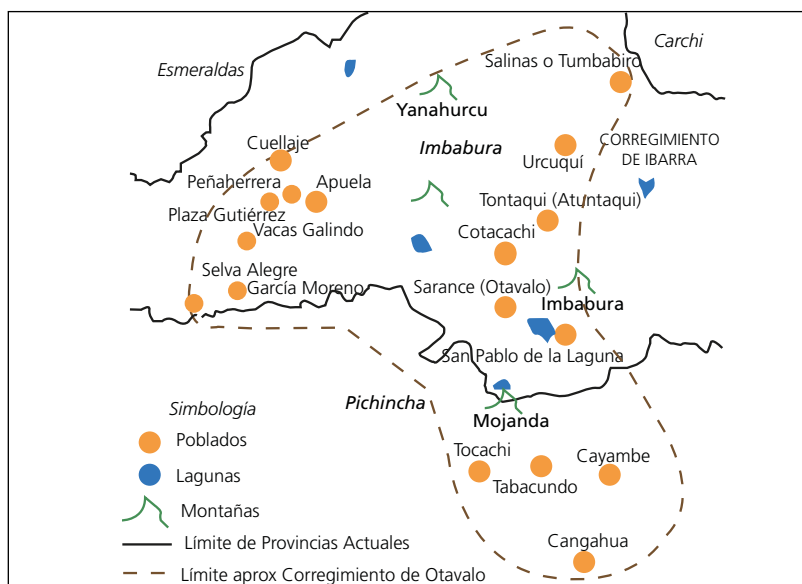 Esmeraldas
Carchi
Salinas o Tumbabiro
Yanahurcu
Cuellaje
Imbabura
Urcuquí
CORREGIMIENTO
DE IBARRA
Peñaherrera
Apuela
Tontaqui (Atuntaqui)
Plaza Gutiérrez
Vacas Galindo
Cotacachi
Selva Alegre
García Moreno
Sarance (Otavalo)
Imbabura
San Pablo de la Laguna
Pichincha
Mojanda
Tocachi
Tabacundo
Cayambe
Cangahua
Simbología
Poblados
Lagunas
Montañas
Límite de Provincias Actuales
Límite aprox Corregimiento de Otavalo